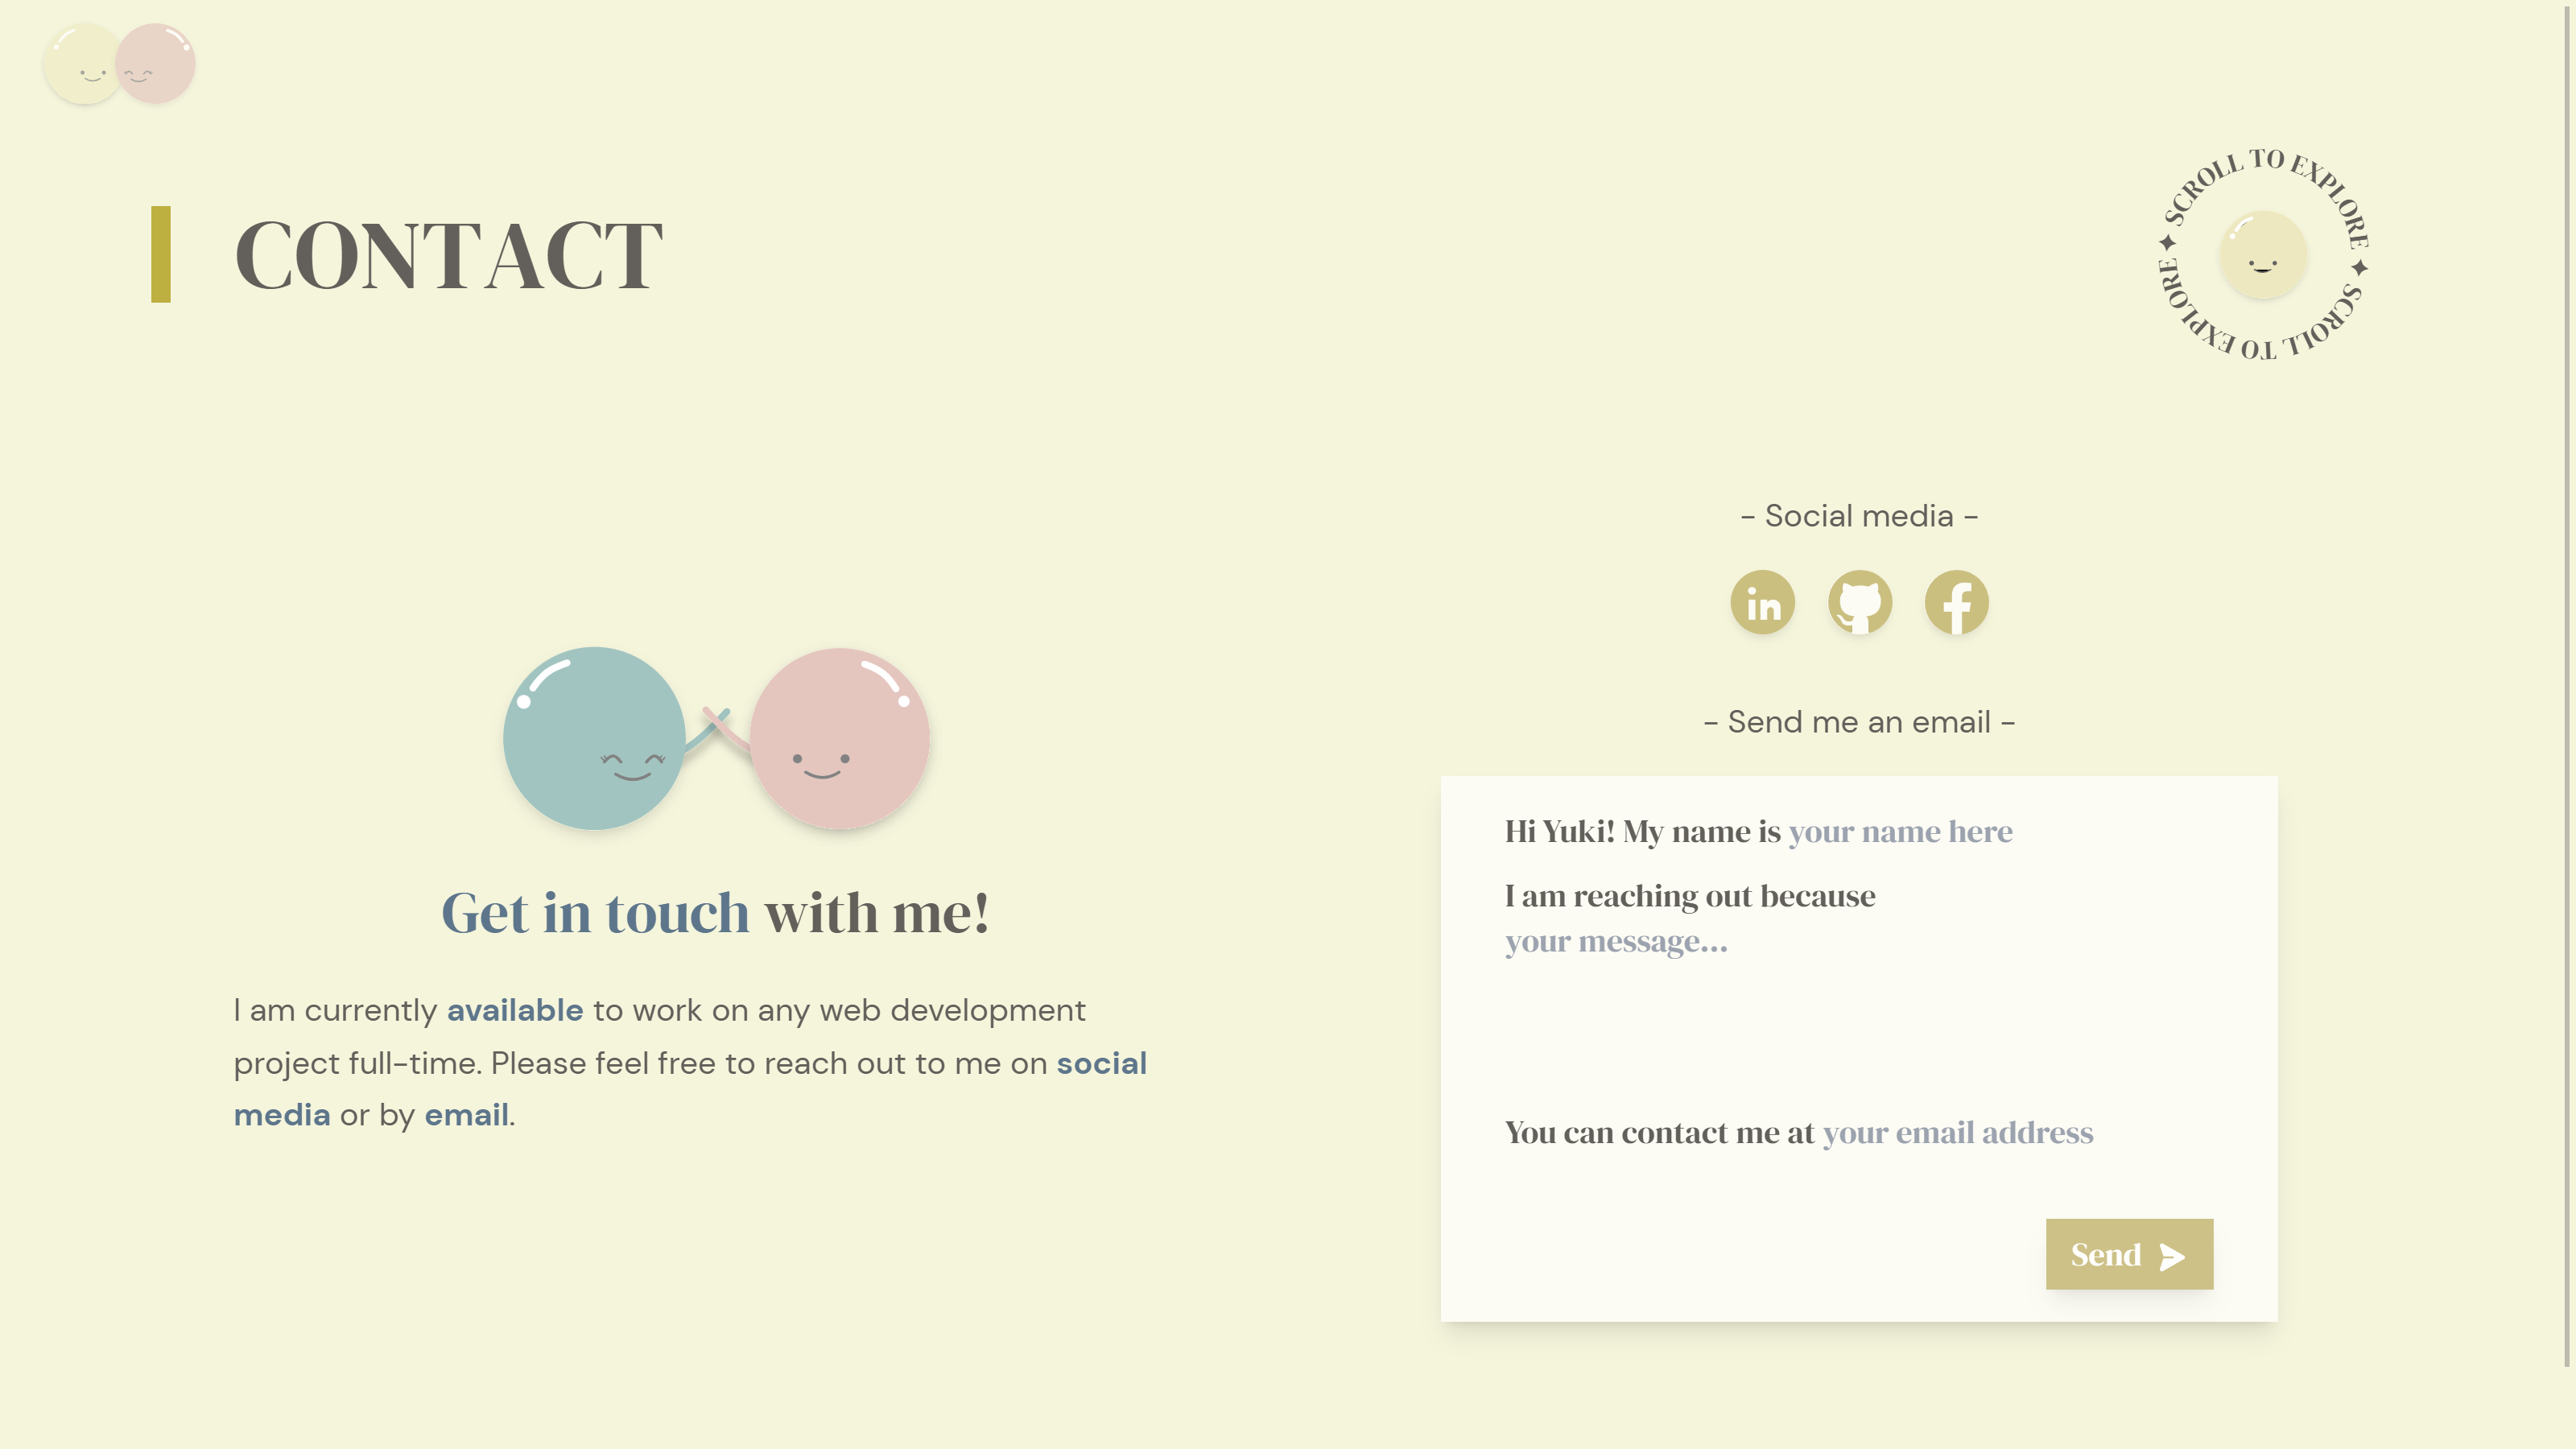 CONTACT
SCROLL TO EXPLORE ✦ SCROLL TO EXPLORE ✦
Get in touch with me!
I am currently available to work on any web development
project full-time. Please feel free to reach out to me on social
media or by email.
- Social media -
in
f
- Send me an email -
Hi Yuki! My name is your name here
I am reaching out because
your message...
You can contact me at your email address
Send